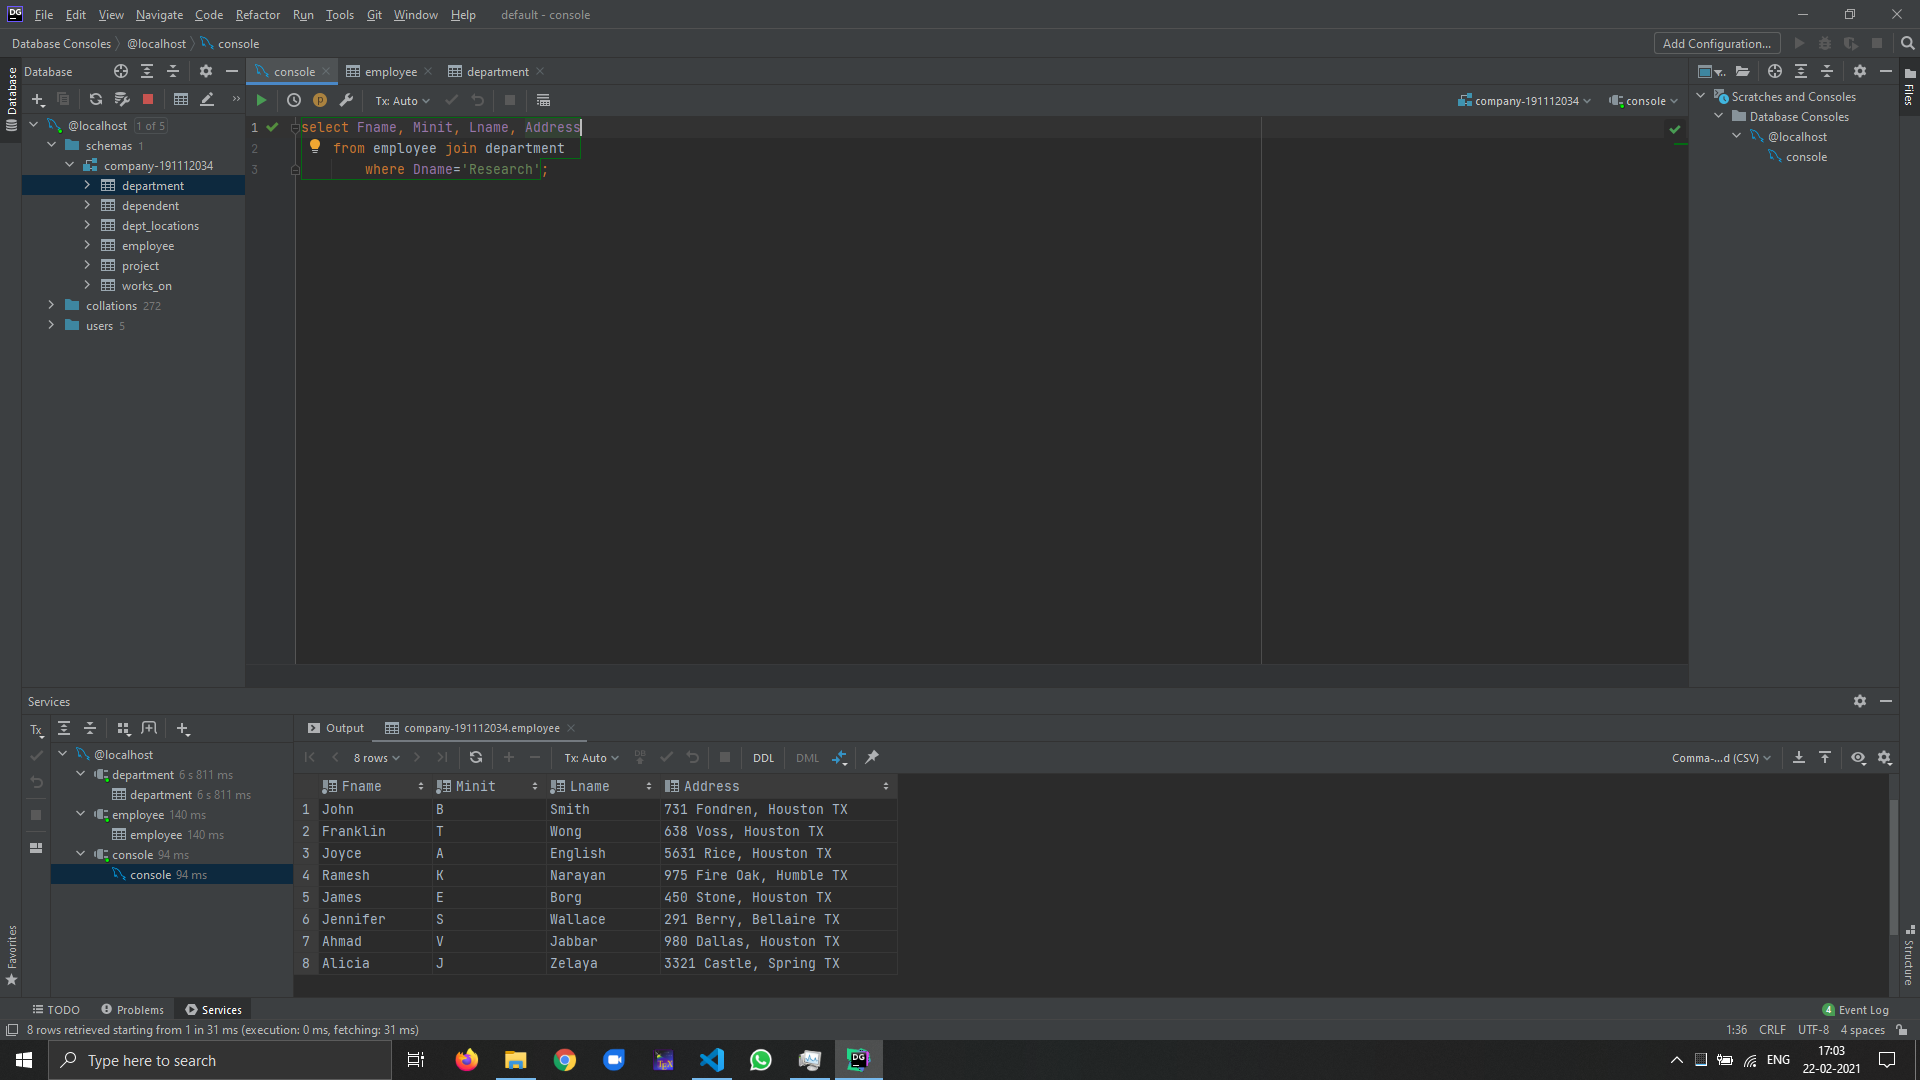 DG File Edit View Navigate Code Refactor Run Tools Git Window Help default - console
Database Consoles @localhost console Add Configuration...
Database
Database
console employee department
Files
Tx: Auto company-191112034 console
@localhost 1 of 5
schemas 1
company-191112034
department
dependent
dept_locations
employee
project
works_on
collations 272
users 5
1 select Fname, Minit, Lname, Address
2 from employee join department
3 where Dname='Research';
Scratches and Consoles
Database Consoles
@localhost
console
Services
Tx
@localhost
department 6 s 811 ms
department 6 s 811 ms
employee 140 ms
employee 140 ms
console 94 ms
console 94 ms
Output company-191112034.employee
8 rows Tx: Auto DB DDL DML Comma-...d (CSV)
Fname Minit Lname Address
1 John B Smith 731 Fondren, Houston TX
2 Franklin T Wong 638 Voss, Houston TX
3 Joyce A English 5631 Rice, Houston TX
4 Ramesh K Narayan 975 Fire Oak, Humble TX
5 James E Borg 450 Stone, Houston TX
6 Jennifer S Wallace 291 Berry, Bellaire TX
7 Ahmad V Jabbar 980 Dallas, Houston TX
8 Alicia J Zelaya 3321 Castle, Spring TX
Favorites
Structure
TODO Problems Services 4 Event Log
8 rows retrieved starting from 1 in 31 ms (execution: 0 ms, fetching: 31 ms) 1:36 CRLF UTF-8 4 spaces
Type here to search TEX DG ENG 17:03
22-02-2021